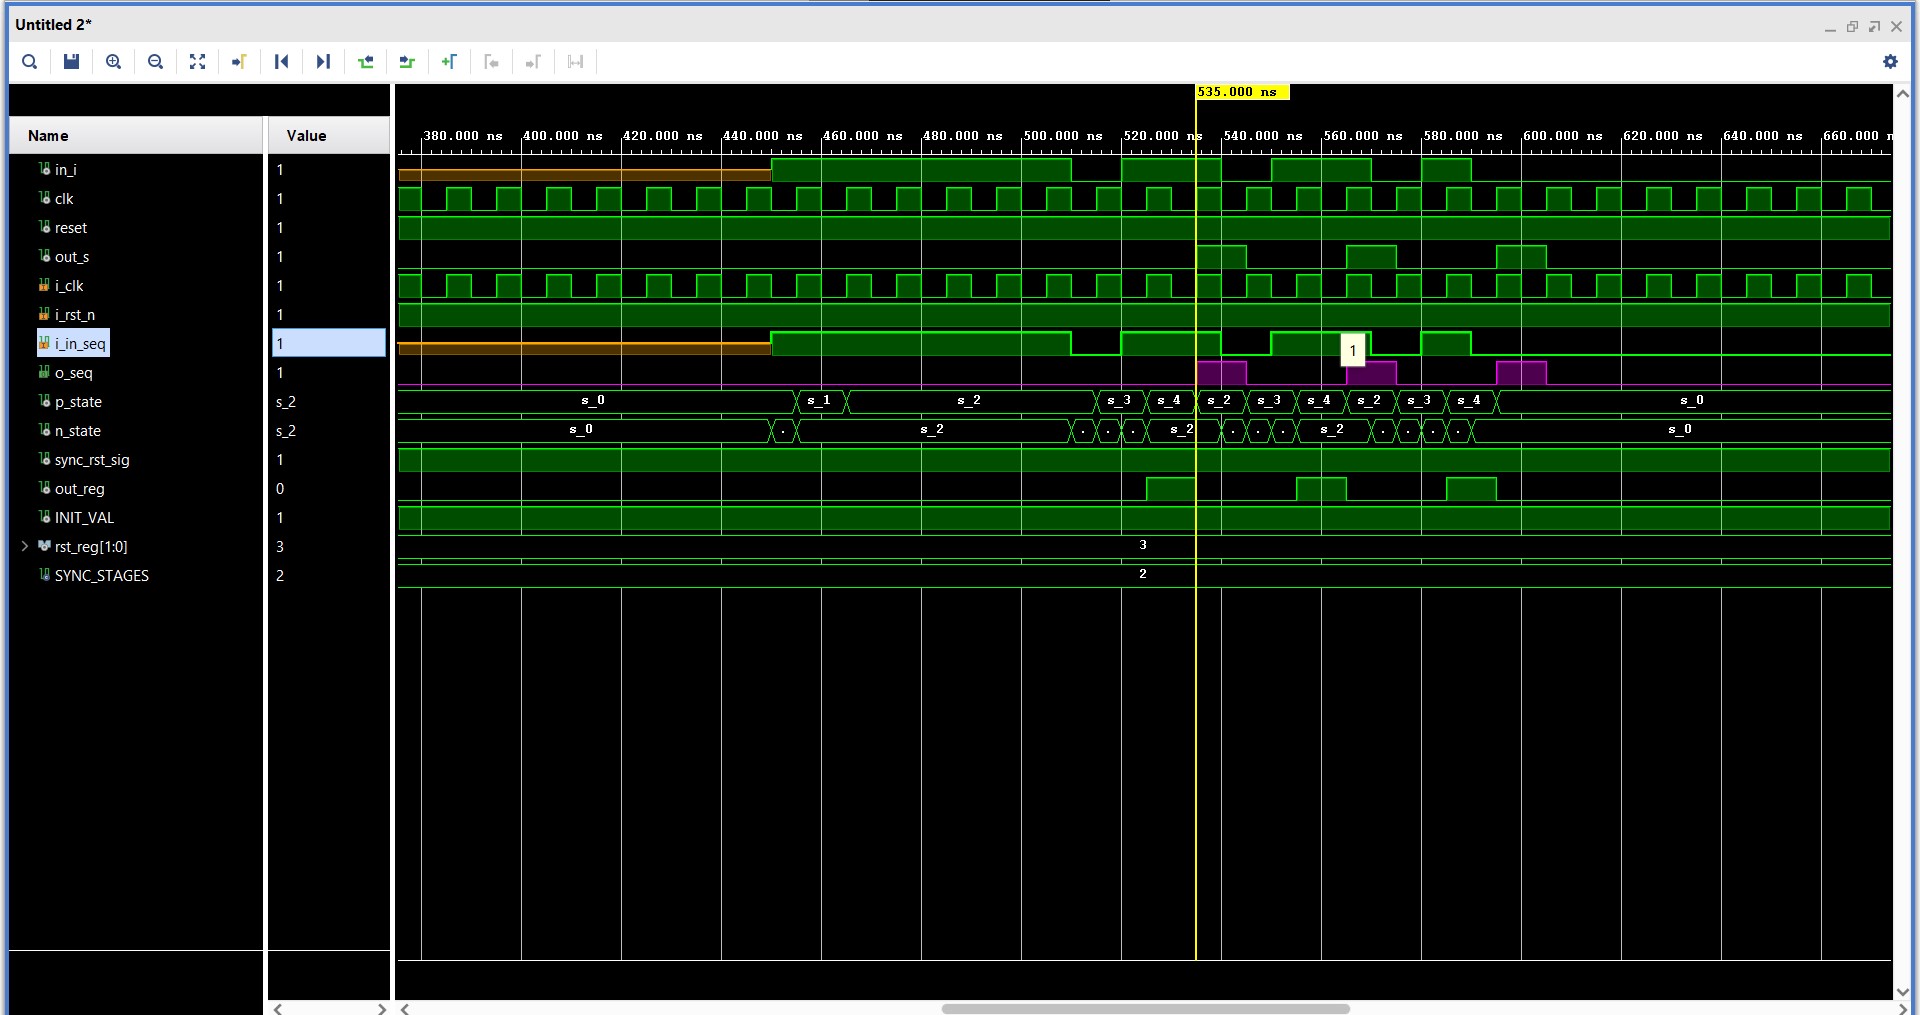 Untitled 2*
535.000 ns
Name Value
380.000 ns 400.000 ns 420.000 ns 440.000 ns 460.000 ns 480.000 ns 500.000 ns 520.000 ns 540.000 ns 560.000 ns 580.000 ns 600.000 ns 620.000 ns 640.000 ns 660.000 n
in_i 1
clk 1
reset 1
out_s 1
i_clk 1
i_rst_n 1
i_in_seq 1 1
o_seq 1
p_state s_2 s_0 s_1 s_2 s_3 s_4 s_2 s_3 s_4 s_2 s_3 s_4 s_0
n_state s_2 s_0 . s_2 . . . s_2 . . . s_2 . . . . s_0
sync_rst_sig 1
out_reg 0
INIT_VAL 1
rst_reg[1:0] 3 3
SYNC_STAGES 2 2